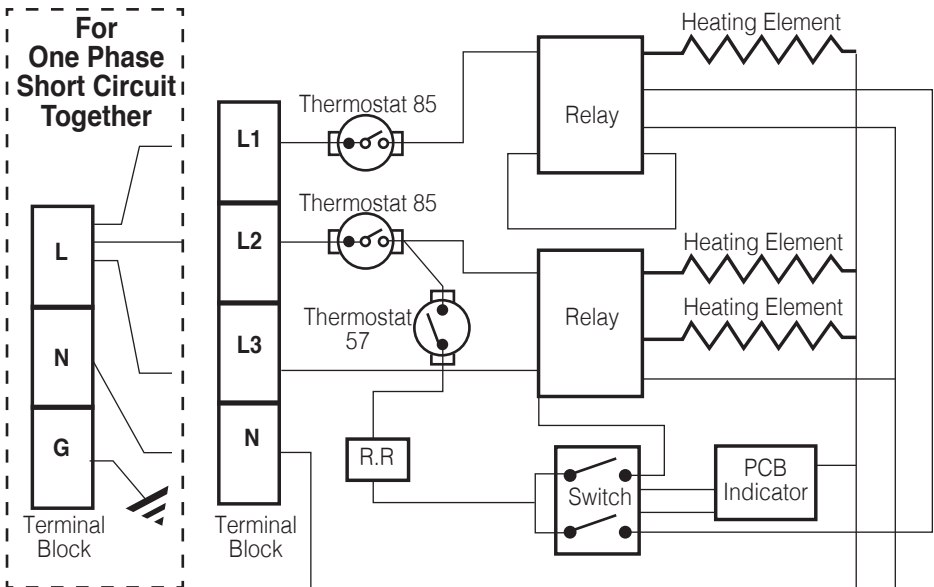 For
One Phase
Short Circuit
Together
L
N
G
Terminal
Block
L1
L2
L3
N
Terminal
Block
Thermostat 85
Thermostat 85
Thermostat
57
R.R
Relay
Relay
Heating Element
Heating Element
Heating Element
Switch
PCB
Indicator